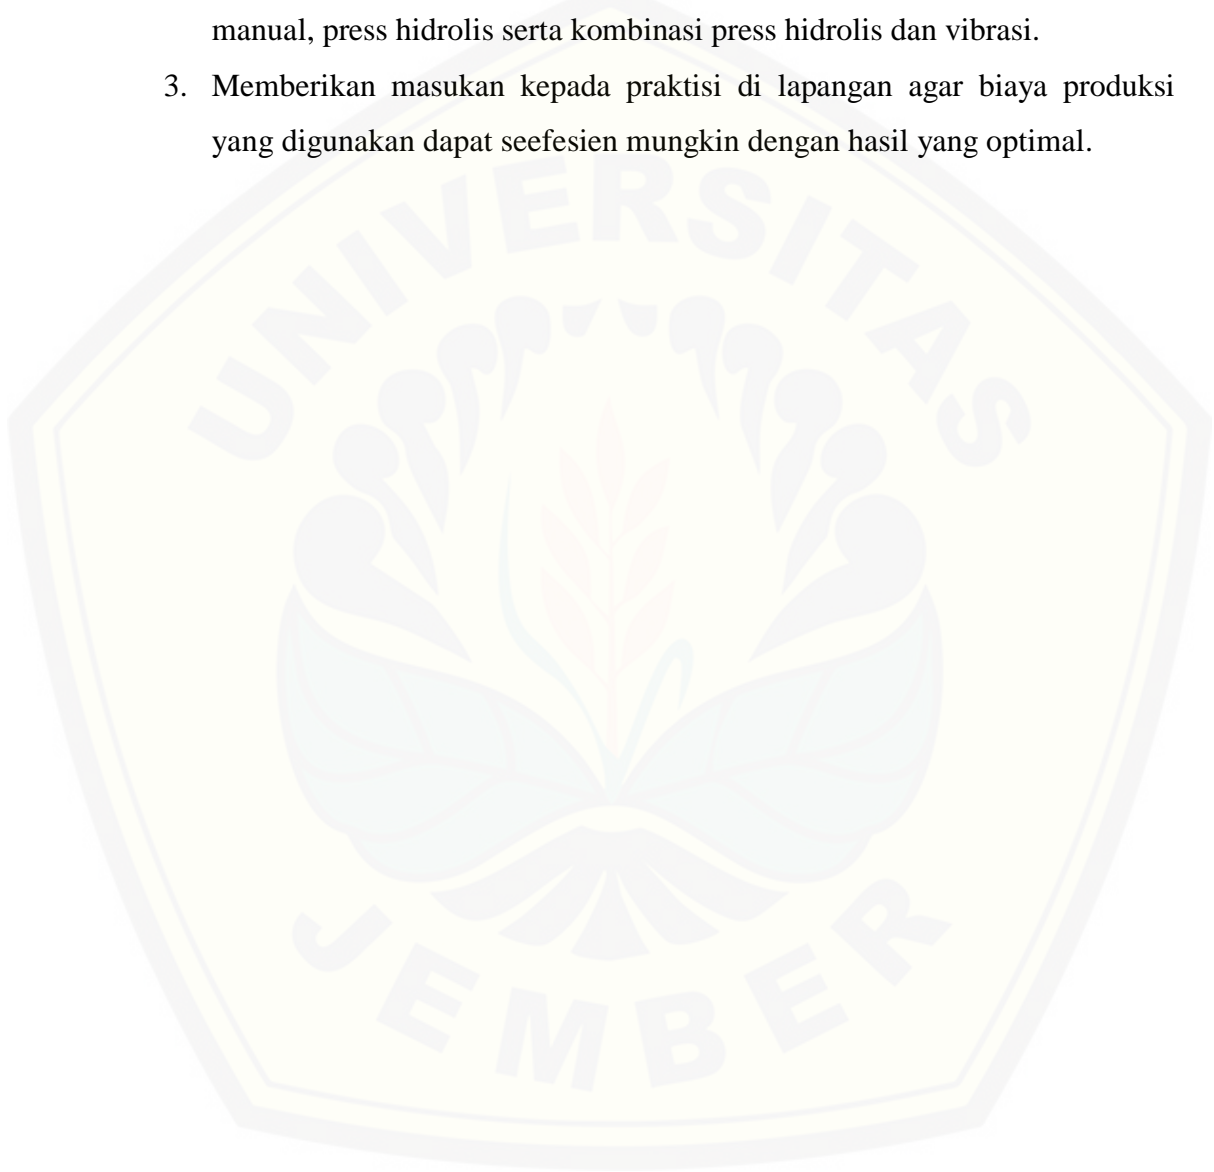 manual, press hidrolis serta kombinasi press hidrolis dan vibrasi.
3. Memberikan masukan kepada praktisi di lapangan agar biaya produksi
yang digunakan dapat seefesien mungkin dengan hasil yang optimal.
UNIVERSITAS
JEMBER